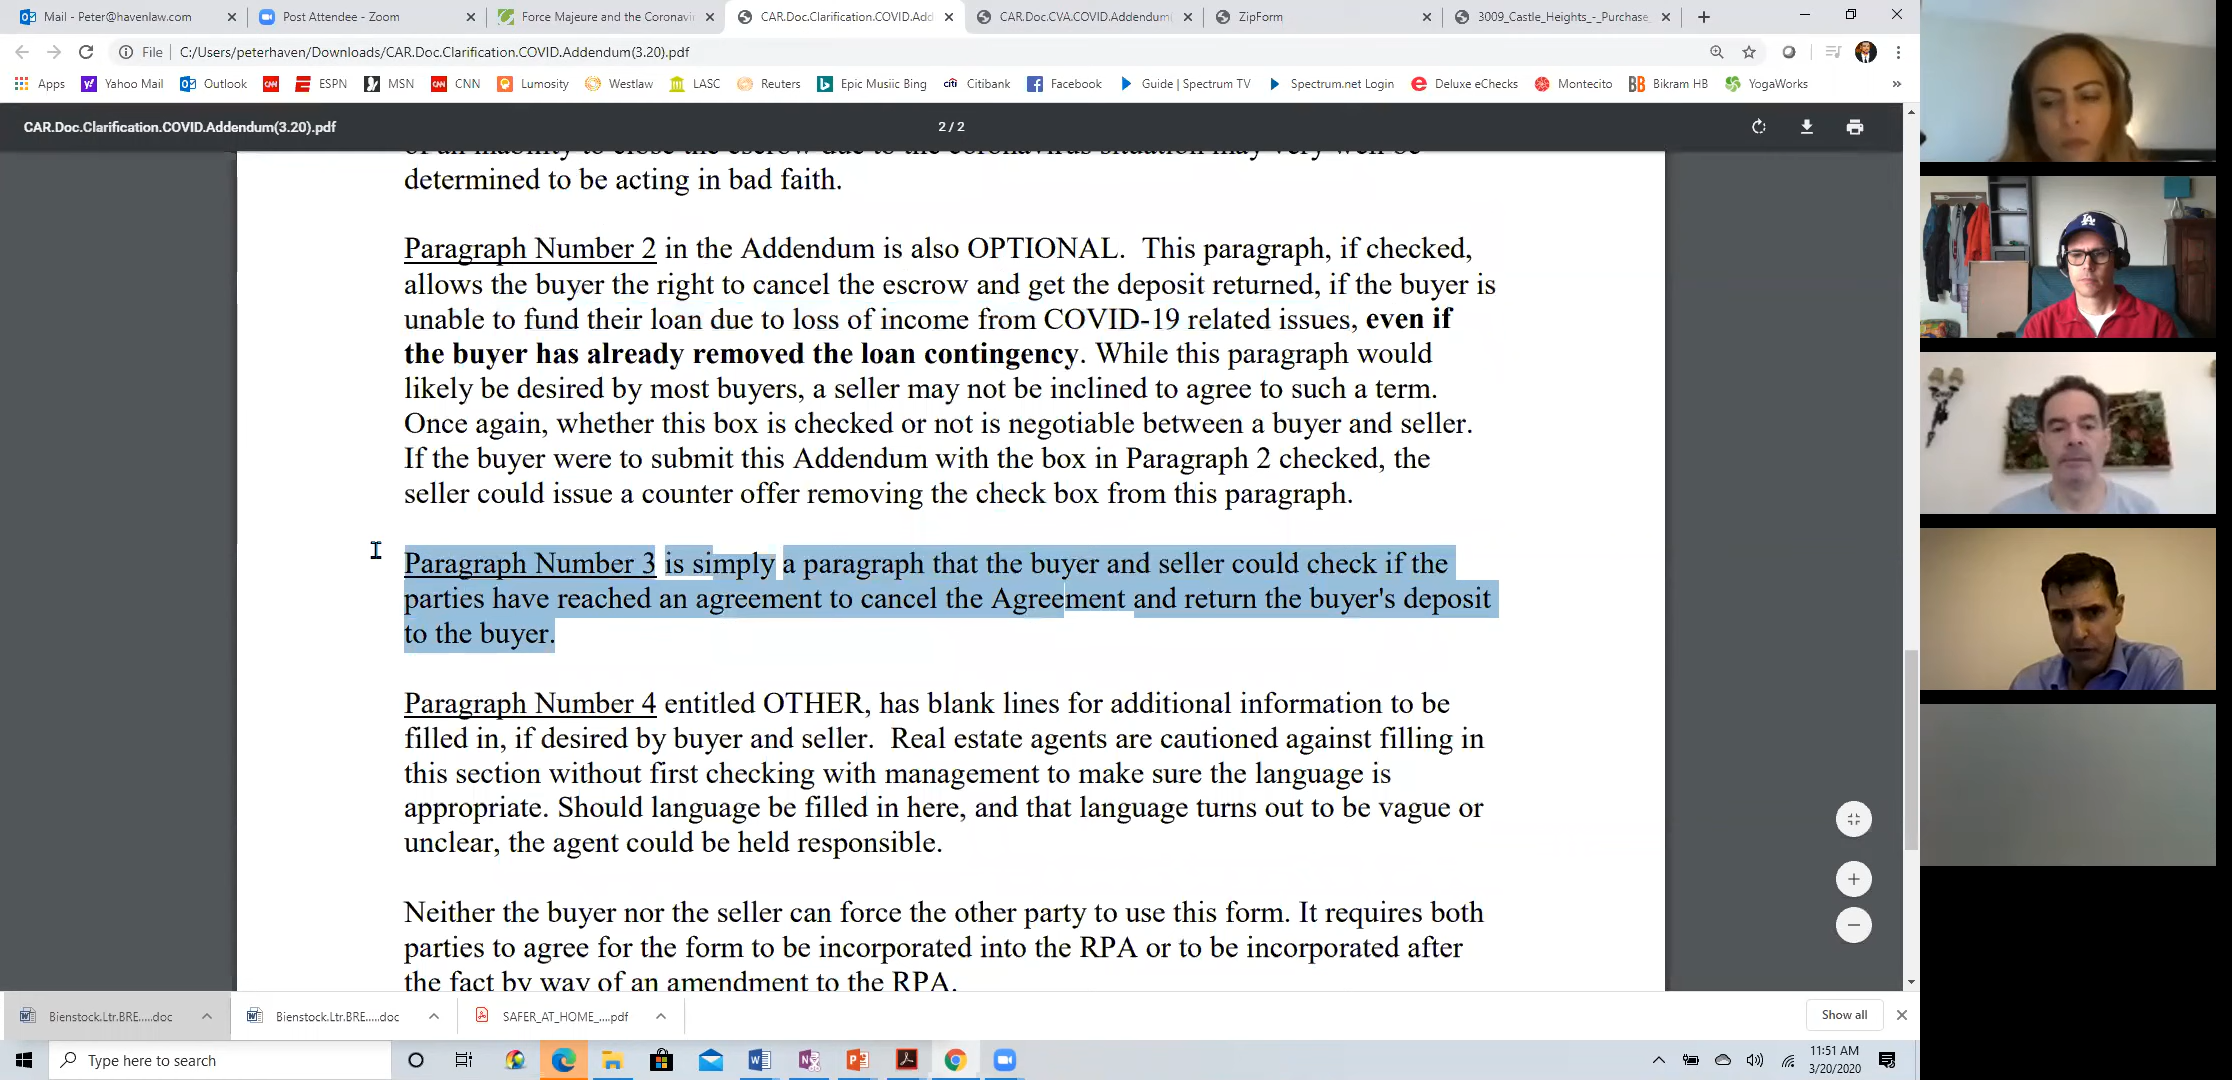 Mail - Peter@havenlaw.com
Post Attendee - Zoom
Force Majeure and the Coronavir
CAR.Doc.Clarification.COVID.Add
CAR.Doc.CVA.COVID.Addendum(
ZipForm
3009_Castle_Heights_-_Purchase_
File
C:/Users/peterhaven/Downloads/CAR.Doc.Clarification.COVID.Addendum(3.20).pdf
Apps Yahoo Mail Outlook ESPN MSN CNN Lumosity Westlaw LASC Reuters Epic Musiic Bing Citibank Facebook Guide | Spectrum TV Spectrum.net Login Deluxe eChecks Montecito Bikram HB YogaWorks »
CAR.Doc.Clarification.COVID.Addendum(3.20).pdf 2 / 2
of an inability to close the escrow due to the coronavirus situation may very well be
determined to be acting in bad faith.
Paragraph Number 2 in the Addendum is also OPTIONAL. This paragraph, if checked,
allows the buyer the right to cancel the escrow and get the deposit returned, if the buyer is
unable to fund their loan due to loss of income from COVID-19 related issues, even if
the buyer has already removed the loan contingency. While this paragraph would
likely be desired by most buyers, a seller may not be inclined to agree to such a term.
Once again, whether this box is checked or not is negotiable between a buyer and seller.
If the buyer were to submit this Addendum with the box in Paragraph 2 checked, the
seller could issue a counter offer removing the check box from this paragraph.
Paragraph Number 3 is simply a paragraph that the buyer and seller could check if the
parties have reached an agreement to cancel the Agreement and return the buyer's deposit
to the buyer.
Paragraph Number 4 entitled OTHER, has blank lines for additional information to be
filled in, if desired by buyer and seller. Real estate agents are cautioned against filling in
this section without first checking with management to make sure the language is
appropriate. Should language be filled in here, and that language turns out to be vague or
unclear, the agent could be held responsible.
Neither the buyer nor the seller can force the other party to use this form. It requires both
parties to agree for the form to be incorporated into the RPA or to be incorporated after
the fact by way of an amendment to the RPA.
Bienstock.Ltr.BRE.....doc
Bienstock.Ltr.BRE.....doc
SAFER_AT_HOME_....pdf
Show all
Type here to search
11:51 AM
3/20/2020